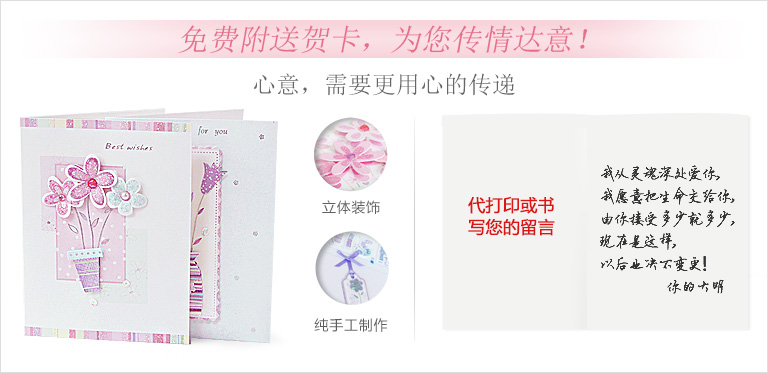 免费附送贺卡，为您传情达意！
心意，需要更用心的传递
Best wishes
for you
立体装饰
纯手工制作
代打印或书
写您的留言
我从灵魂深处爱你，
我愿意把生命交给你，
由你接受多少就多少，
现在是这样，
以后业决不变更！
你的大明